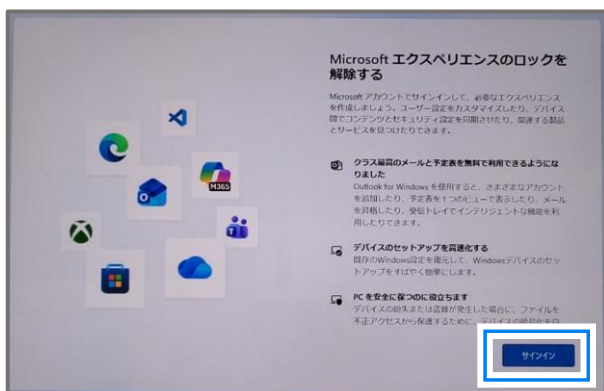 Microsoft エクスペリエンスのロックを
解除する
Microsoft アカウントでサインインして、必要なエクスペリエンス
を作成しましょう。ユーザー設定をカスタマイズしたり、デバイス
間でコンテンツとセキュリティ設定を同期させたり、関連する製品
とサービスを見つけたりできます。
クラス最高のメールと予定表を無料で利用できるようにな
りました
Outlook for Windows を使用すると、さまざまなアカウント
を追加したり、予定表を1つのビューで表示したり、メール
を昇格したり、受信トレイでインテリジェントな機能を利
用したりできます。
デバイスのセットアップを高速化する
既存のWindows設定を復元して、Windowsデバイスのセッ
トアップをすばやく簡単にします。
PC を安全に保つのに役立ちます
デバイスの紛失または盗難が発生した場合に、ファイルを
不正アクセスから保護するために、デバイスの暗号化を自
M365
サインイン